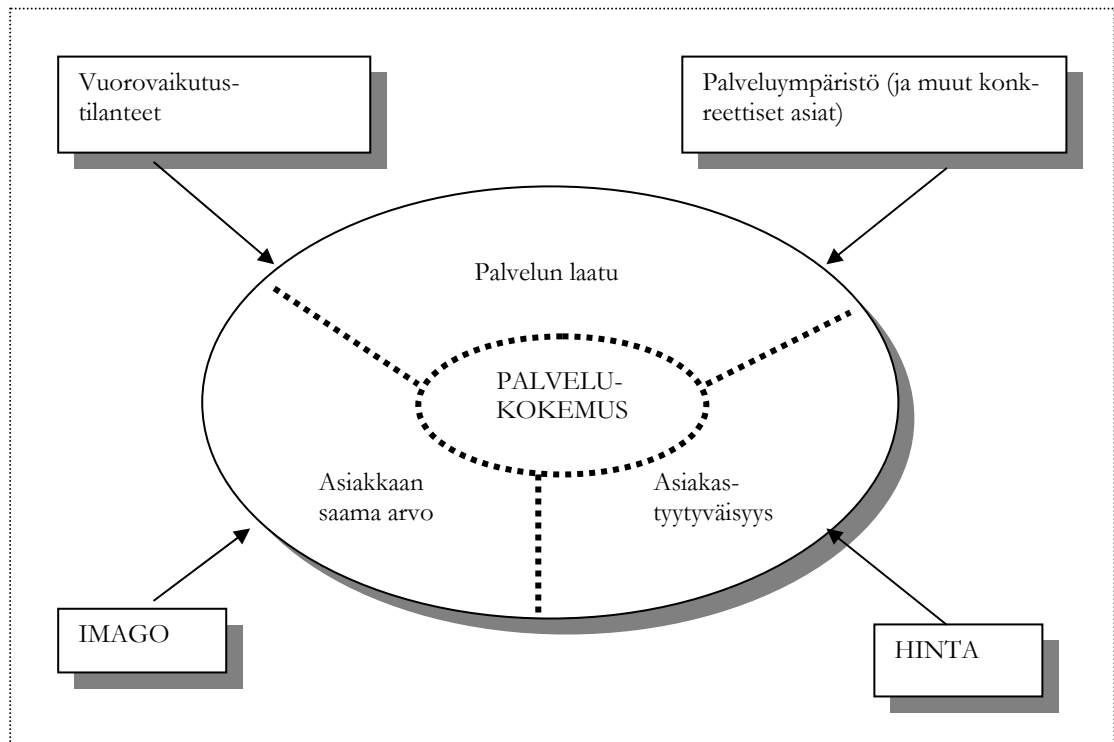 Vuorovaikutus-
tilanteet
Palveluympäristö (ja muut konk-
reettiset asiat)
Palvelun laatu
PALVELU-
KOKEMUS
Asiakkaan
saama arvo
Asiakas-
tyytyväisyys
IMAGO
HINTA